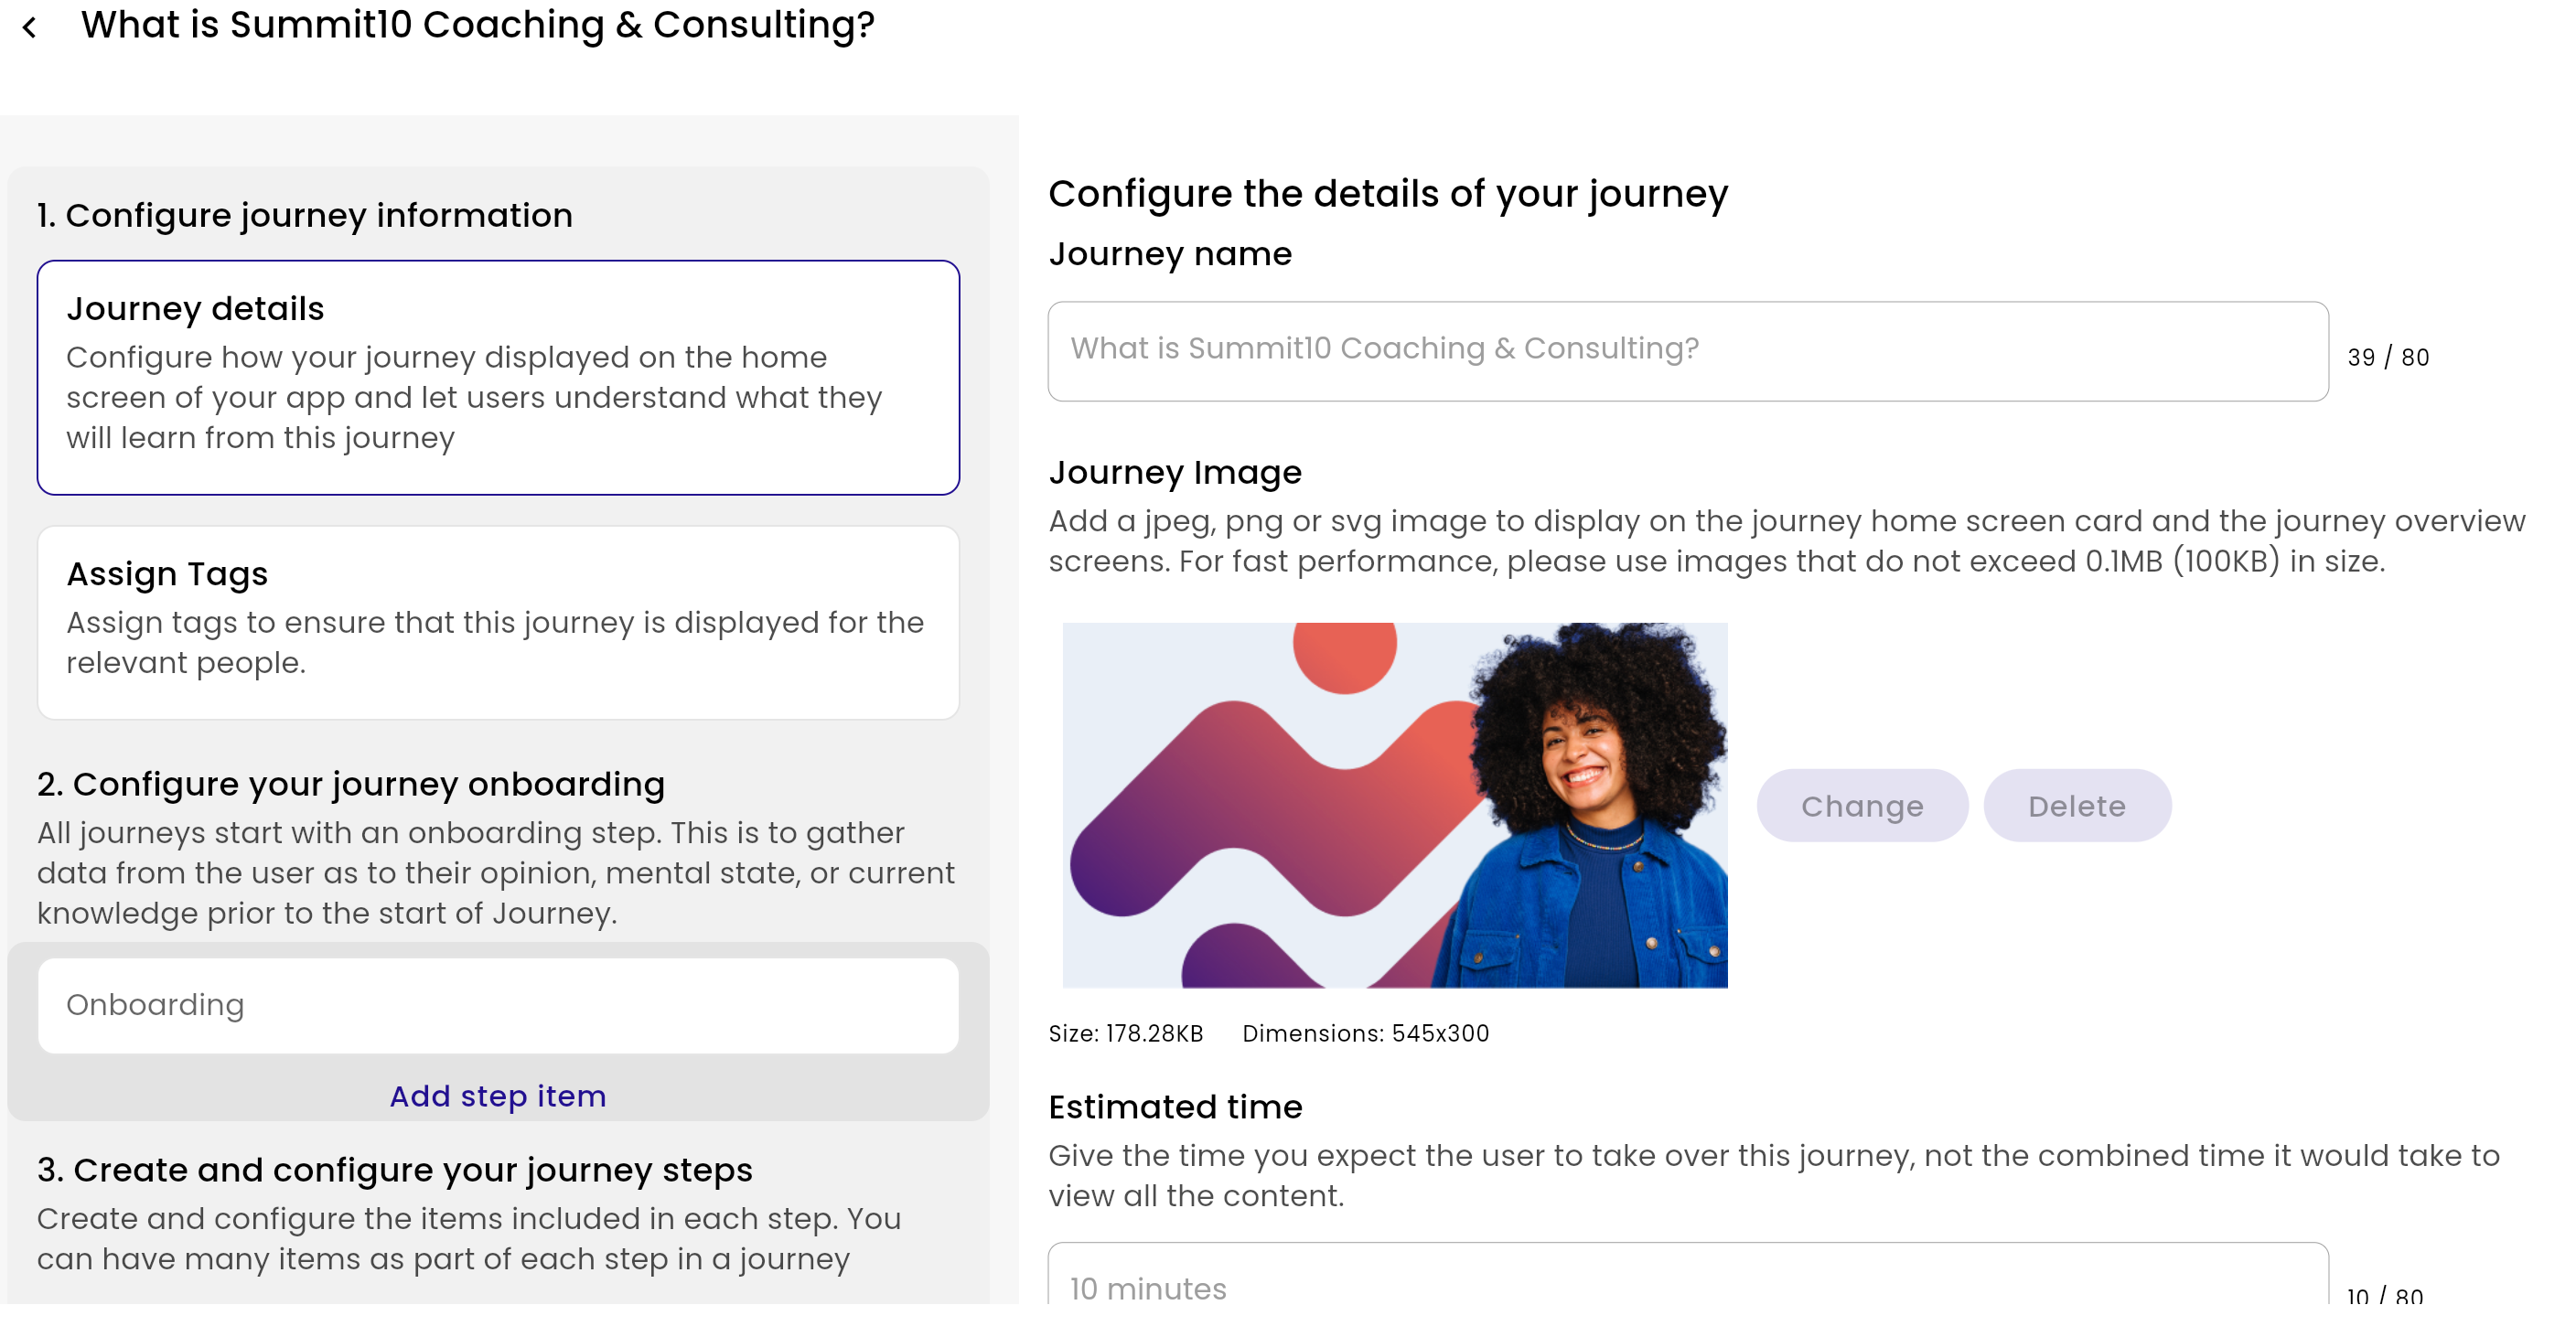 What is Summit10 Coaching & Consulting?
1. Configure journey information
Journey details
Configure how your journey displayed on the home
screen of your app and let users understand what they
will learn from this journey
Assign Tags
Assign tags to ensure that this journey is displayed for the
relevant people.
2. Configure your journey onboarding
All journeys start with an onboarding step. This is to gather
data from the user as to their opinion, mental state, or current
knowledge prior to the start of Journey.
Onboarding
Add step item
3. Create and configure your journey steps
Create and configure the items included in each step. You
can have many items as part of each step in a journey
Configure the details of your journey
Journey name
What is Summit10 Coaching & Consulting?
39 / 80
Journey Image
Add a jpeg, png or svg image to display on the journey home screen card and the journey overview
screens. For fast performance, please use images that do not exceed 0.1MB (100KB) in size.
Change
Delete
Size: 178.28KB
Dimensions: 545x300
Estimated time
Give the time you expect the user to take over this journey, not the combined time it would take to
view all the content.
10 minutes
10 / 80